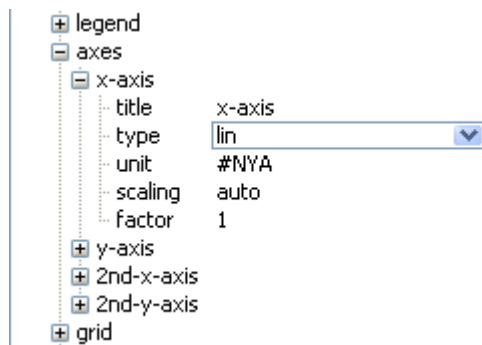 legend
axes
x-axis
title x-axis
type lin
unit #NYA
scaling auto
factor 1
y-axis
2nd-x-axis
2nd-y-axis
grid